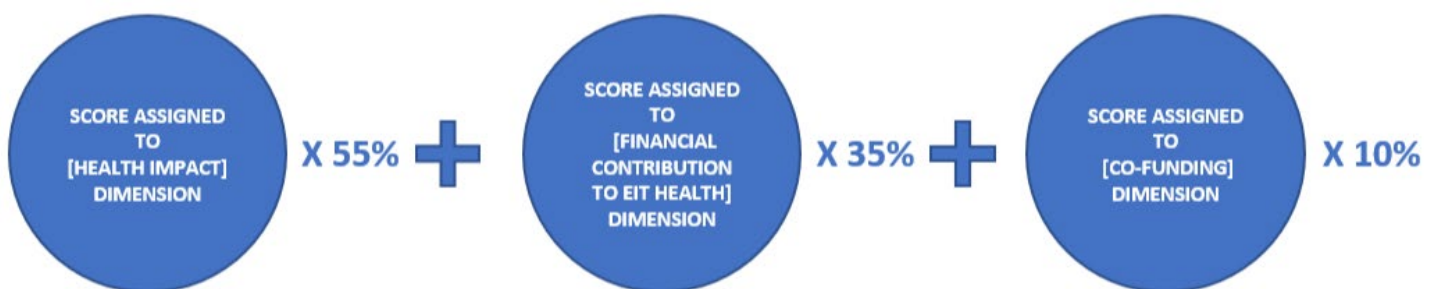 SCORE ASSIGNED
TO
[HEALTH IMPACT]
DIMENSION
X 55%
SCORE ASSIGNED
TO
[FINANCIAL
CONTRIBUTION
TO EIT HEALTH]
DIMENSION
X 35%
SCORE ASSIGNED
TO
[CO-FUNDING]
DIMENSION
X 10%